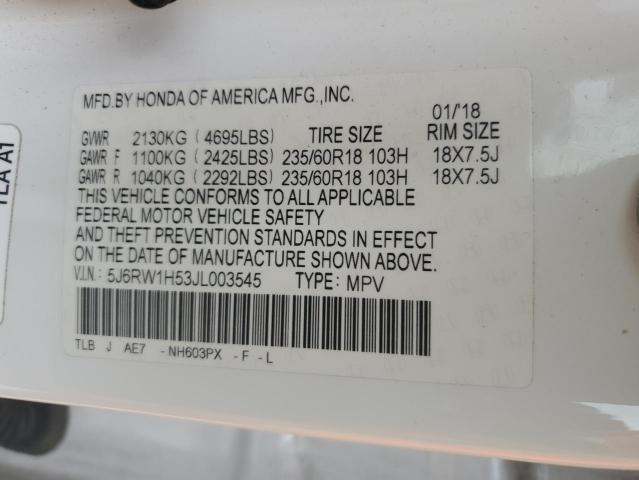 MFD.BY HONDA OF AMERICA MFG.,INC.
01/'18
GVWR 2130KG (4695LBS) TIRE SIZE RIM SIZE
GAWR F 1100KG (2425LBS) 235/60R18 103H 18X7.5J
GAWR R 1040KG (2292LBS) 235/60R18 103H 18X7.5J
THIS VEHICLE CONFORMS TO ALL APPLICABLE
FEDERAL MOTOR VEHICLE SAFETY
AND THEFT PREVENTION STANDARDS IN EFFECT
ON THE DATE OF MANUFACTURE SHOWN ABOVE.
V.I.N.: 5J6RW1H53JL003545 TYPE: MPV
TLB J AE7 -NH603PX -F -L
TLA A1